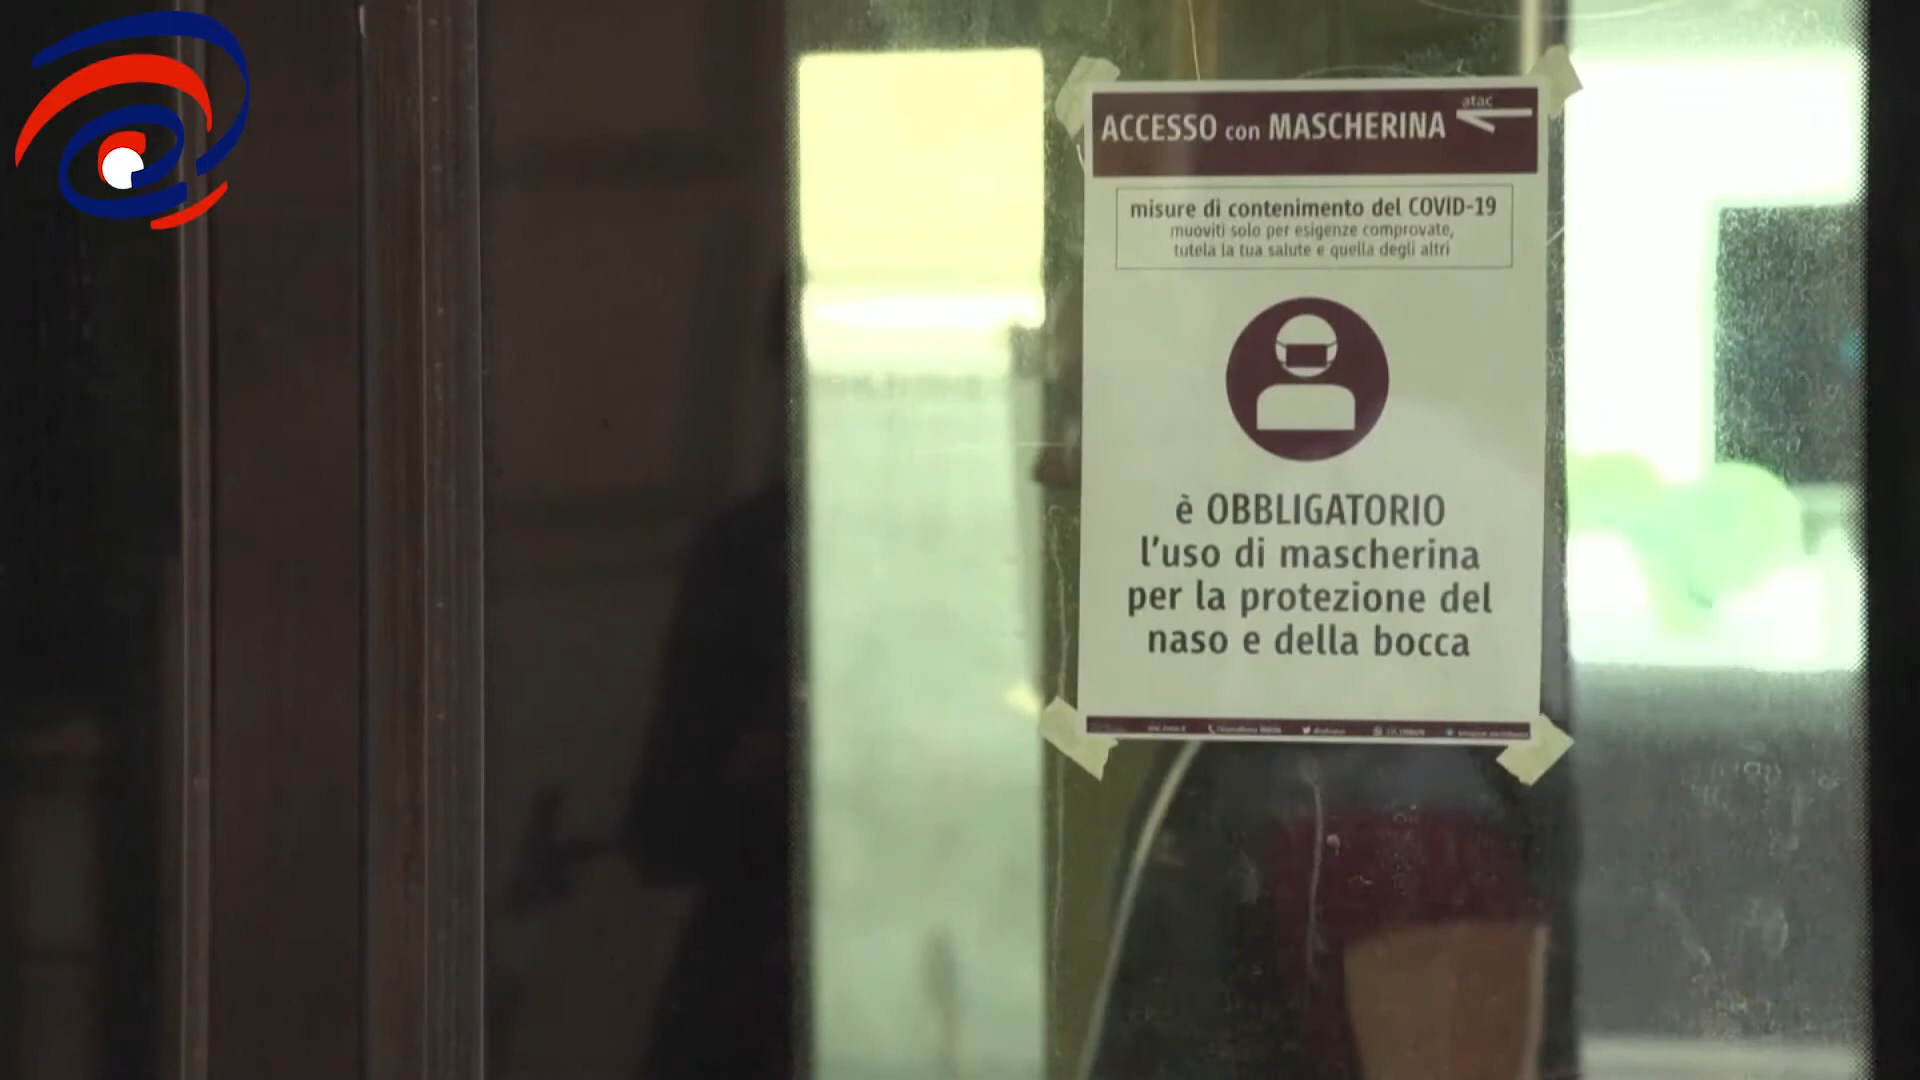 atac
ACCESSO con MASCHERINA
misure di contenimento del COVID-19
muoviti solo per esigenze comprovate,
tutela la tua salute e quella degli altri
è OBBLIGATORIO
l'uso di mascherina
per la protezione del
naso e della bocca